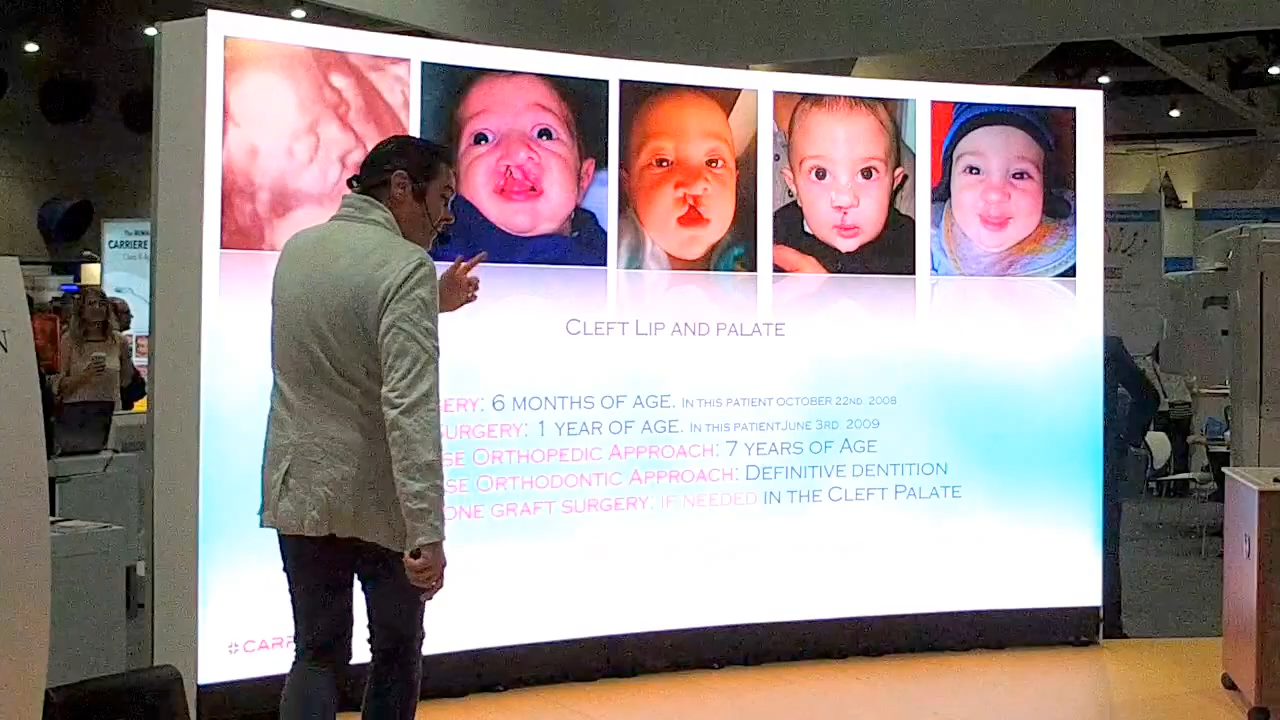 CARRIERE
N
CLEFT LIP AND PALATE
ERY: 6 MONTHS OF AGE. IN THIS PATIENT OCTOBER 22ND. 2008
SURGERY: 1 YEAR OF AGE. IN THIS PATIENT JUNE 3RD. 2009
SE ORTHOPEDIC APPROACH: 7 YEARS OF AGE
SE ORTHODONTIC APPROACH: DEFINITIVE DENTITION
ONE GRAFT SURGERY: IF NEEDED IN THE CLEFT PALATE
CARR